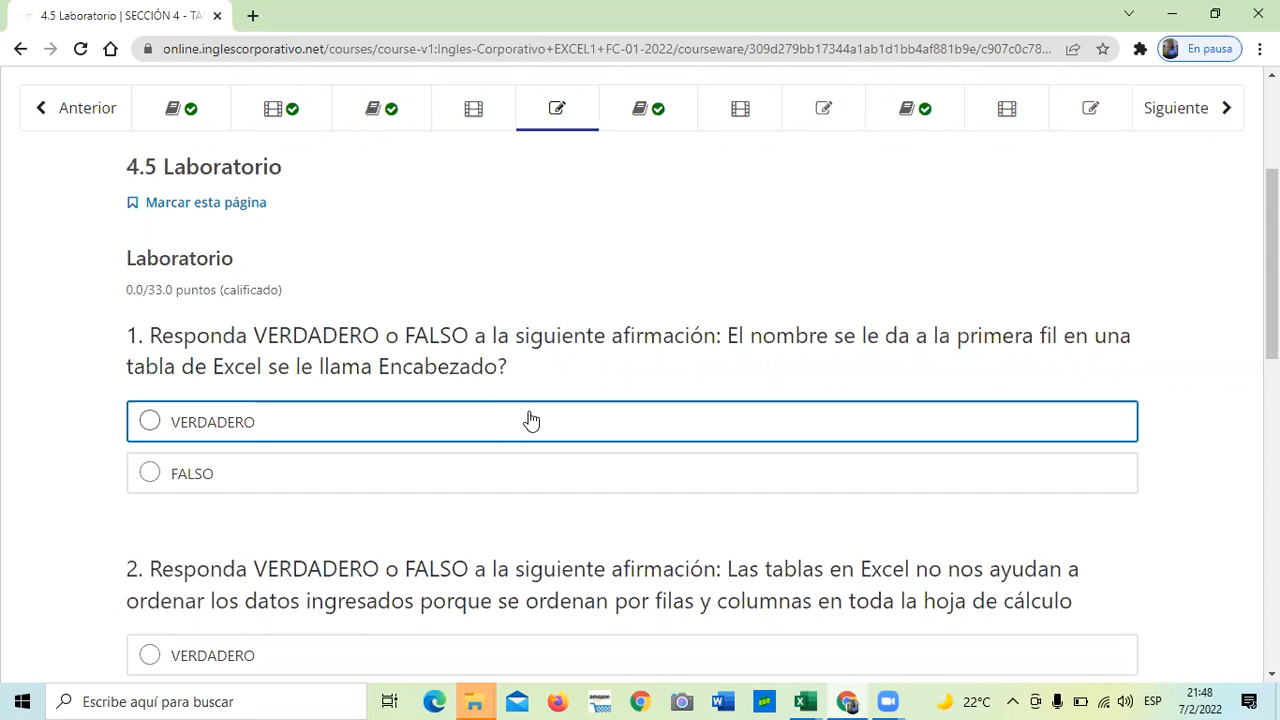 4.5 Laboratorio | SECCIÓN 4 - TA
online.inglescorporativo.net/courses/course-v1:Ingles-Corporativo+EXCEL1+FC-01-2022/courseware/309d279bb17344a1ab1d1bb4af881b9e/c907c0c78...
En pausa
Anterior
Siguiente
4.5 Laboratorio
Marcar esta página
Laboratorio
0.0/33.0 puntos (calificado)
1. Responda VERDADERO o FALSO a la siguiente afirmación: El nombre se le da a la primera fil en una
tabla de Excel se le llama Encabezado?
VERDADERO
FALSO
2. Responda VERDADERO o FALSO a la siguiente afirmación: Las tablas en Excel no nos ayudan a
ordenar los datos ingresados porque se ordenan por filas y columnas en toda la hoja de cálculo
VERDADERO
Escribe aquí para buscar
amazon
22°C
ESP
21:48
7/2/2022